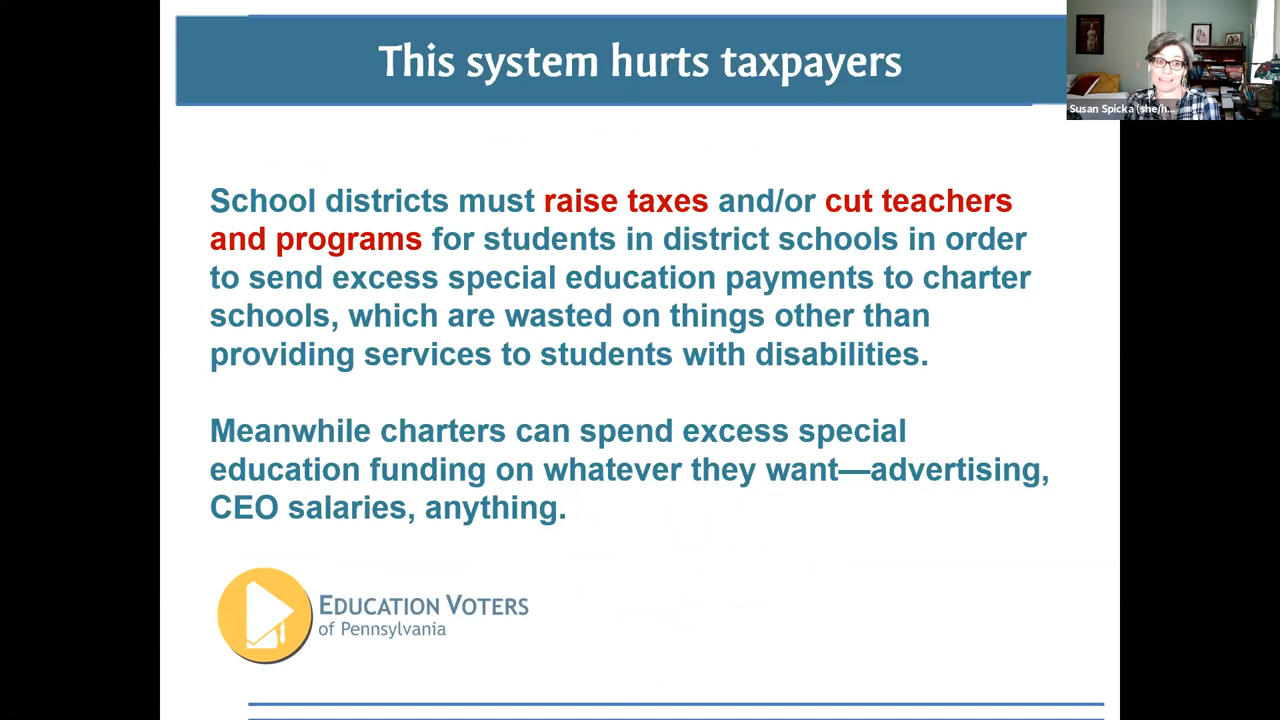 This system hurts taxpayers
Susan Spicka (she/h...
School districts must raise taxes and/or cut teachers
and programs for students in district schools in order
to send excess special education payments to charter
schools, which are wasted on things other than
providing services to students with disabilities.
Meanwhile charters can spend excess special
education funding on whatever they want—advertising,
CEO salaries, anything.
EDUCATION VOTERS
of Pennsylvania